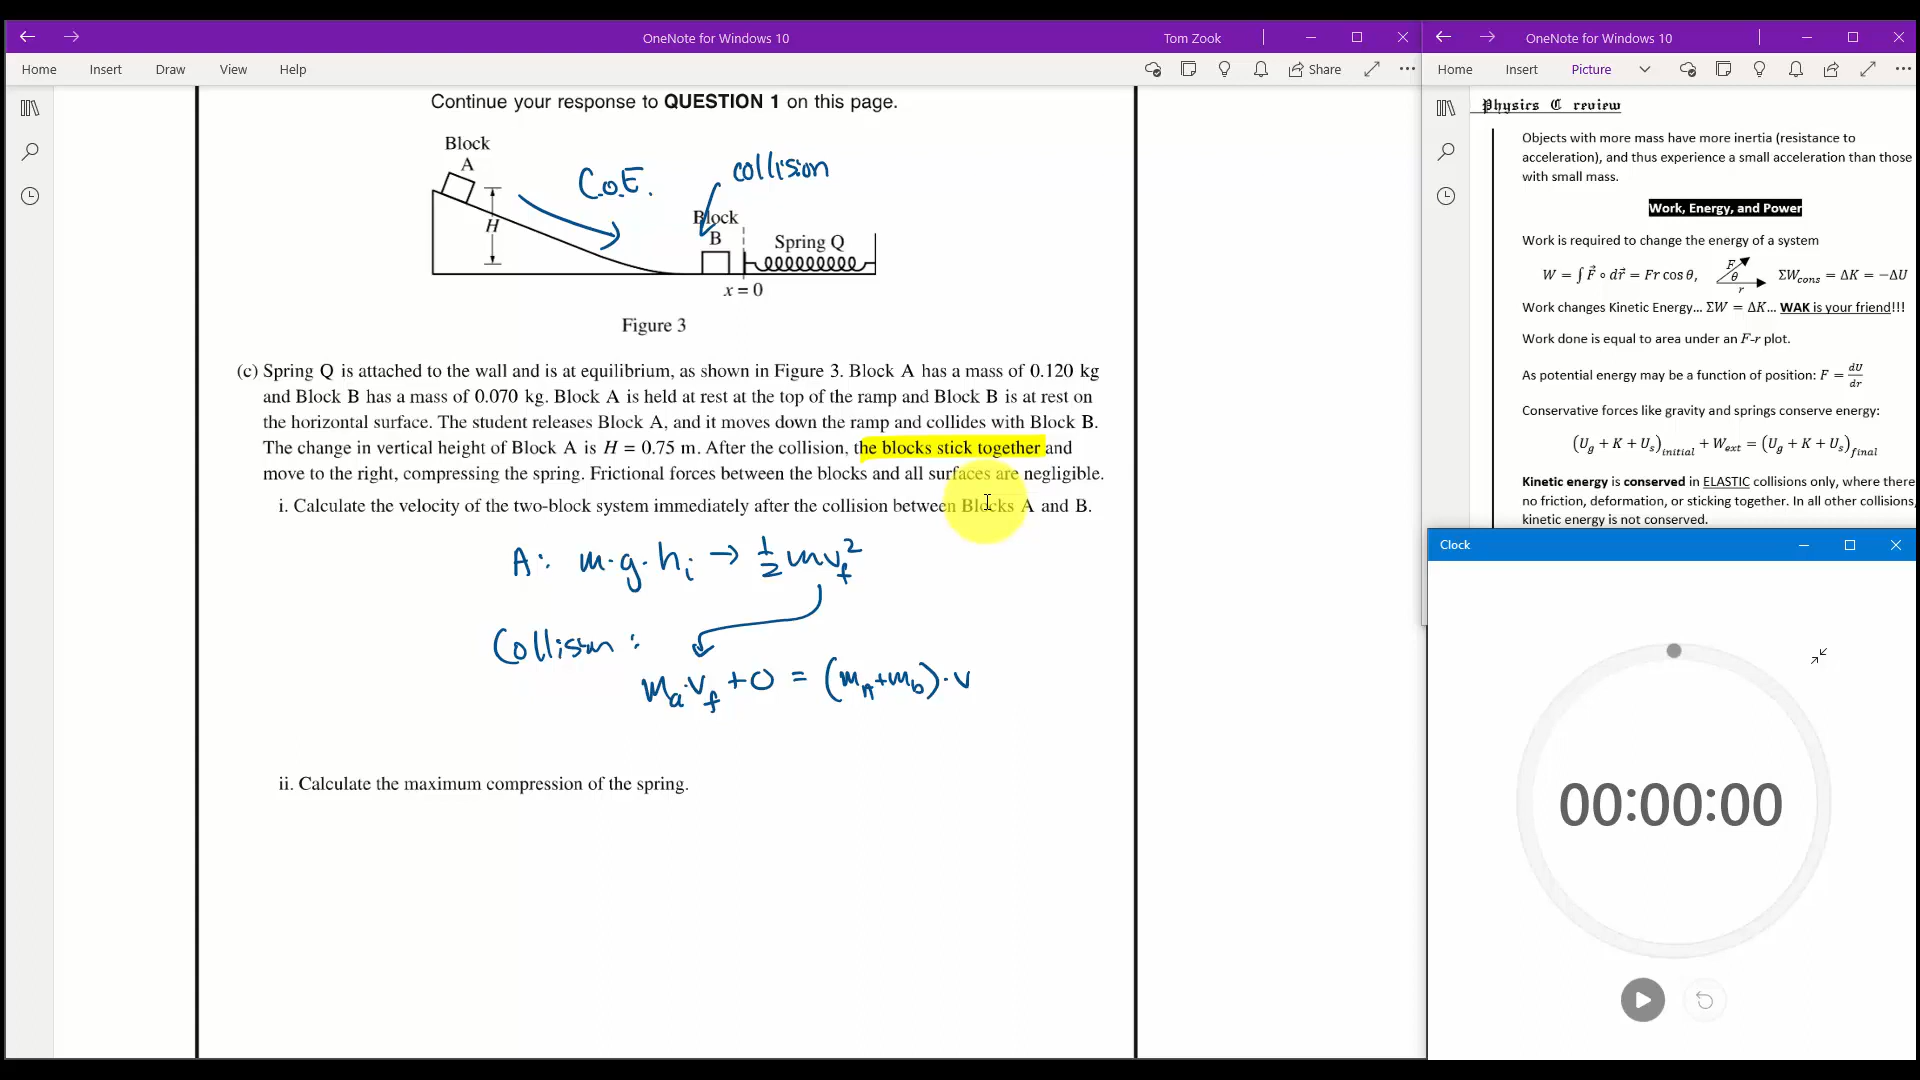 OneNote for Windows 10
Tom Zook
Home Insert Draw View Help
Share
Continue your response to QUESTION 1 on this page.
Block
A
C.o.E.
collision
H
Block
B
Spring Q
x = 0
Figure 3
(c) Spring Q is attached to the wall and is at equilibrium, as shown in Figure 3. Block A has a mass of 0.120 kg
and Block B has a mass of 0.070 kg. Block A is held at rest at the top of the ramp and Block B is at rest on
the horizontal surface. The student releases Block A, and it moves down the ramp and collides with Block B.
The change in vertical height of Block A is H = 0.75 m. After the collision, the blocks stick together and
move to the right, compressing the spring. Frictional forces between the blocks and all surfaces are negligible.
i. Calculate the velocity of the two-block system immediately after the collision between Blocks A and B.
A: m·g·hᵢ → ½ mv_f²
Collision:
mₐ·v_f + 0 = (m_A+m_b)·v
ii. Calculate the maximum compression of the spring.
OneNote for Windows 10
Home Insert Picture
Physics C review
Objects with more mass have more inertia (resistance to
acceleration), and thus experience a small acceleration than those
with small mass.
Work, Energy, and Power
Work is required to change the energy of a system
W = ∫ F⃗ ∘ dr⃗ = Fr cos θ, F θ r ΣW_cons = ΔK = −ΔU
Work changes Kinetic Energy... ΣW = ΔK... WAK is your friend!!!
Work done is equal to area under an F-r plot.
As potential energy may be a function of position: F = dU/dr
Conservative forces like gravity and springs conserve energy:
(U_g + K + U_s)_initial + W_ext = (U_g + K + U_s)_final
Kinetic energy is conserved in ELASTIC collisions only, where there
no friction, deformation, or sticking together. In all other collisions,
kinetic energy is not conserved.
Clock
00:00:00